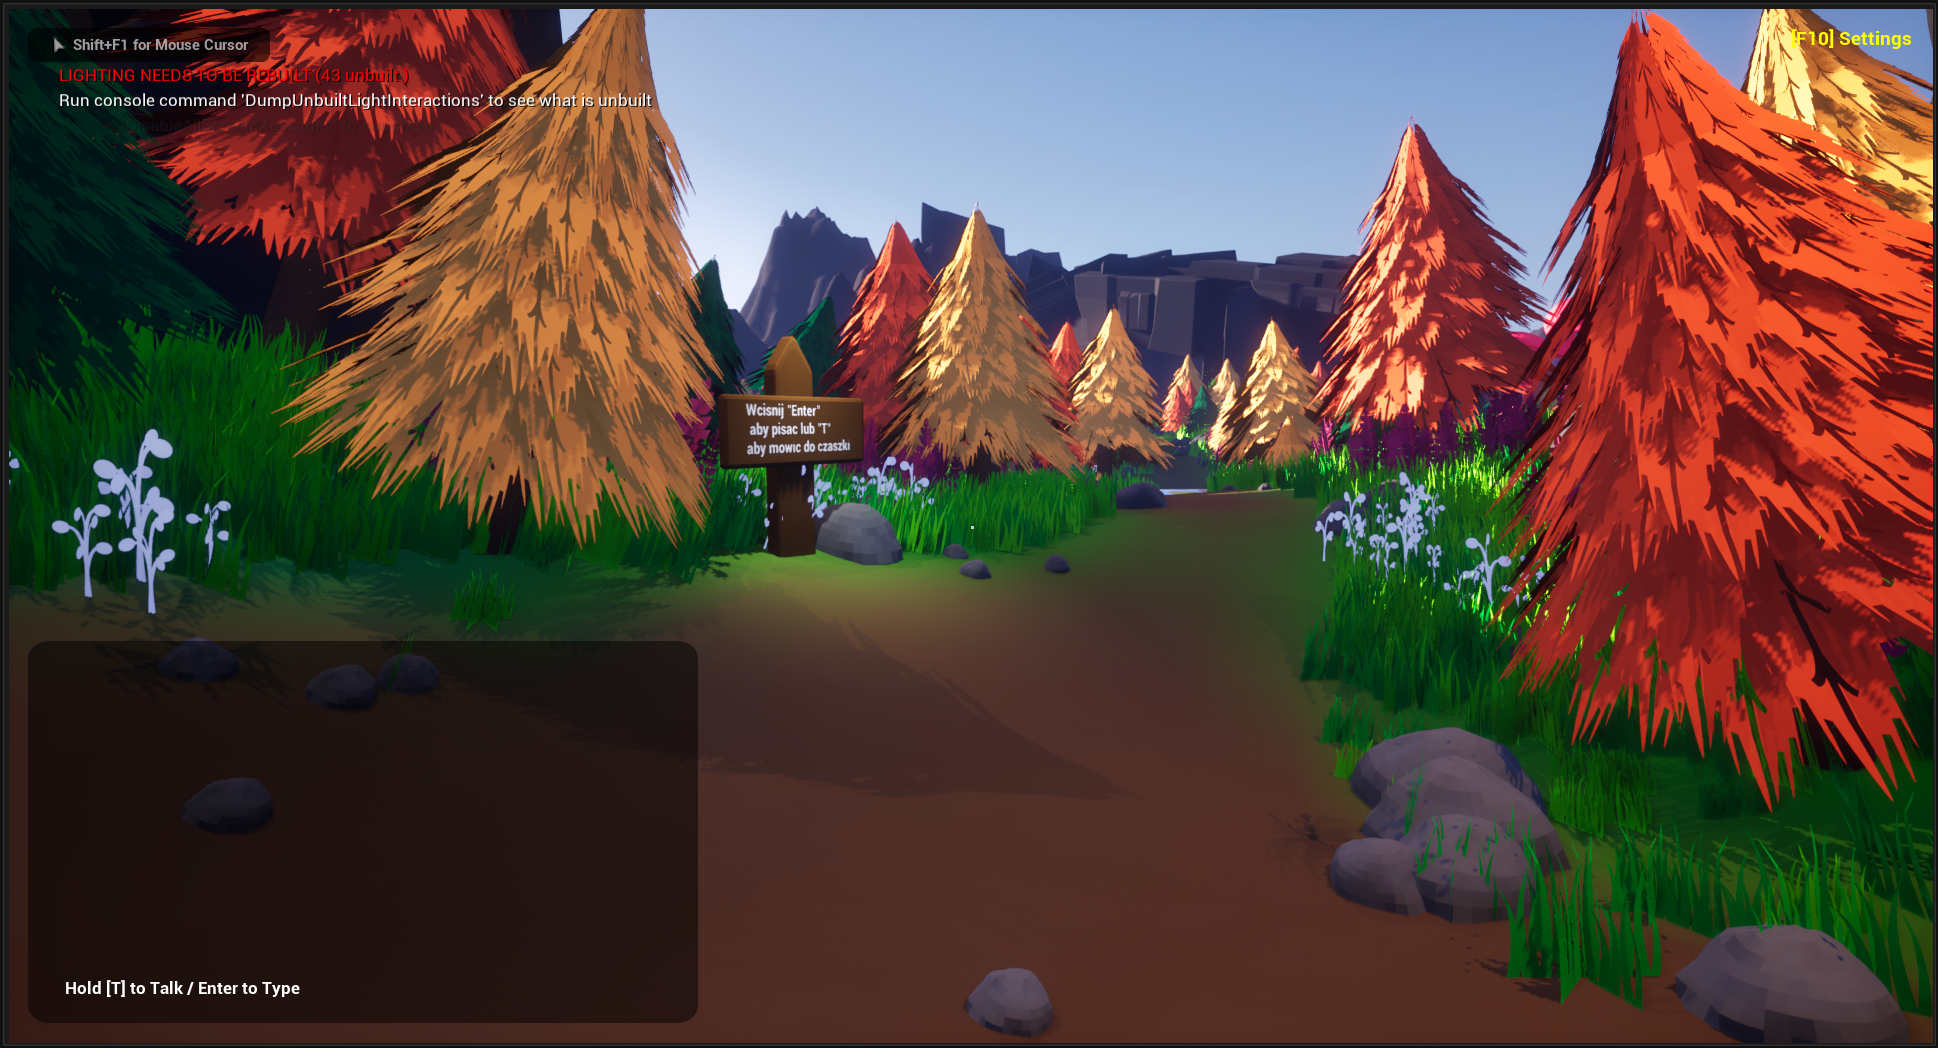 Shift+F1 for Mouse Cursor
[F10] Settings
LIGHTING NEEDS TO BE REBUILT (43 unbuilt)
Run console command 'DumpUnbuiltLightInteractions' to see what is unbuilt
Wcisnij "Enter"
aby pisac lub "T"
aby mowic do czaszki
Hold [T] to Talk / Enter to Type